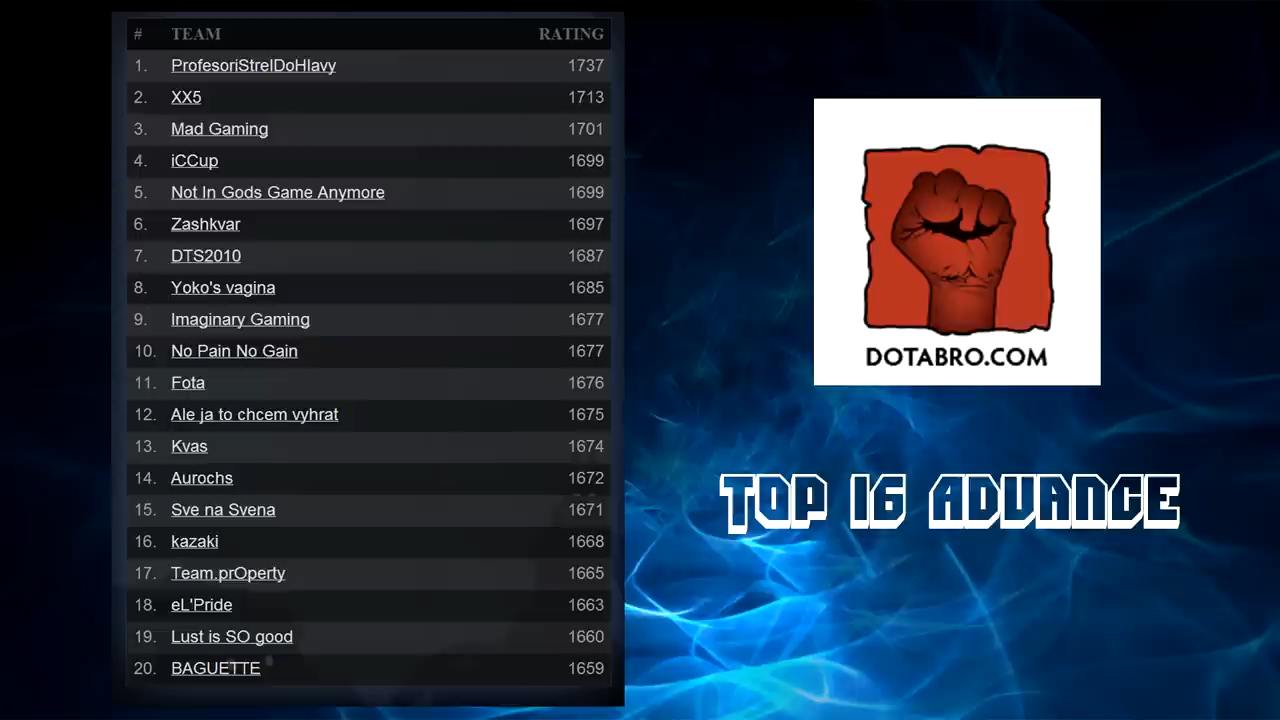 # TEAM RATING
1. ProfesoriStrelDoHlavy 1737
2. XX5 1713
3. Mad Gaming 1701
4. iCCup 1699
5. Not In Gods Game Anymore 1699
6. Zashkvar 1697
7. DTS2010 1687
8. Yoko's vagina 1685
9. Imaginary Gaming 1677
10. No Pain No Gain 1677
11. Fota 1676
12. Ale ja to chcem vyhrat 1675
13. Kvas 1674
14. Aurochs 1672
15. Sve na Svena 1671
16. kazaki 1668
17. Team.prOperty 1665
18. eL'Pride 1663
19. Lust is SO good 1660
20. BAGUETTE 1659
DOTABRO.COM
TOP 16 ADVANCE